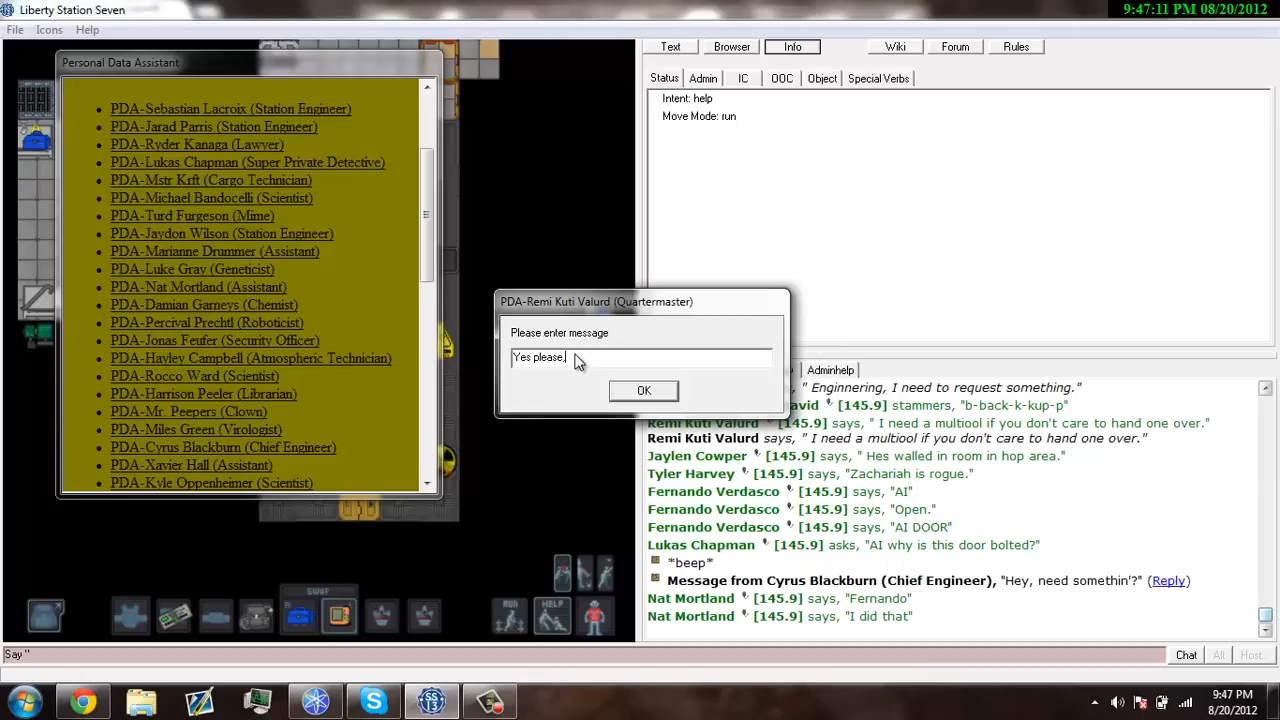 Liberty Station Seven
9:47:11 PM 08/20/2012
File Icons Help
Personal Data Assistant
PDA-Sebastian Lacroix (Station Engineer)
PDA-Jarad Parris (Station Engineer)
PDA-Ryder Kanaga (Lawyer)
PDA-Lukas Chapman (Super Private Detective)
PDA-Mstr Krft (Cargo Technician)
PDA-Michael Bandocelli (Scientist)
PDA-Turd Furgeson (Mime)
PDA-Jaydon Wilson (Station Engineer)
PDA-Marianne Drummer (Assistant)
PDA-Luke Gray (Geneticist)
PDA-Nat Mortland (Assistant)
PDA-Damian Garneys (Chemist)
PDA-Percival Prechtl (Roboticist)
PDA-Jonas Feufer (Security Officer)
PDA-Hayley Campbell (Atmospheric Technician)
PDA-Rocco Ward (Scientist)
PDA-Harrison Peeler (Librarian)
PDA-Mr. Peepers (Clown)
PDA-Miles Green (Virologist)
PDA-Cyrus Blackburn (Chief Engineer)
PDA-Xavier Hall (Assistant)
PDA-Kyle Oppenheimer (Scientist)
SWAP
RUN
HELP
Text Browser Info Wiki Forum Rules
Status Admin IC OOC Object Special Verbs
Intent: help
Move Mode: run
PDA-Remi Kuti Valurd (Quartermaster)
Please enter message
Yes please,
OK
Adminhelp
" Enginnering, I need to request something."
avid [145.9] stammers, "b-back-k-kup-p"
Remi Kuti Valurd [145.9] says, " I need a multiool if you don't care to hand one over."
Remi Kuti Valurd says, " I need a multiool if you don't care to hand one over."
Jaylen Cowper [145.9] says, " Hes walled in room in hop area."
Tyler Harvey [145.9] says, "Zachariah is rogue."
Fernando Verdasco [145.9] says, "AI"
Fernando Verdasco [145.9] says, "Open."
Fernando Verdasco [145.9] says, "AI DOOR"
Lukas Chapman [145.9] asks, "AI why is this door bolted?"
*beep*
Message from Cyrus Blackburn (Chief Engineer), "Hey, need somethin'?" (Reply)
Nat Mortland [145.9] says, "Fernando"
Nat Mortland [145.9] says, "I did that"
Say "
Chat Alt Host..
SS
13
9:47 PM
8/20/2012